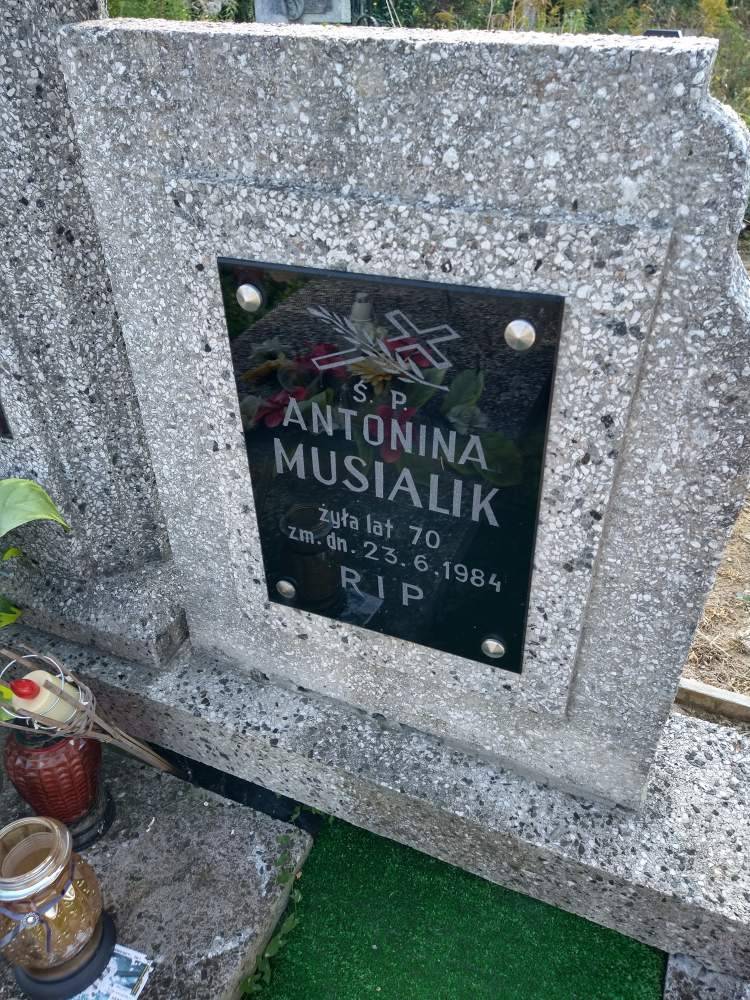 Ś. P.
ANTONINA
MUSIALIK
żyła lat 70
zm. dn. 23.6.1984
RIP